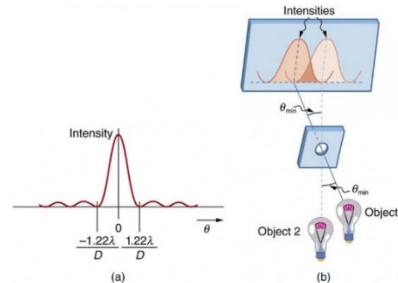 Intensities
θmin
Intensity
θmin
Object
Object 2
0
θ
-1.22λ
D
1.22λ
D
(a)
(b)